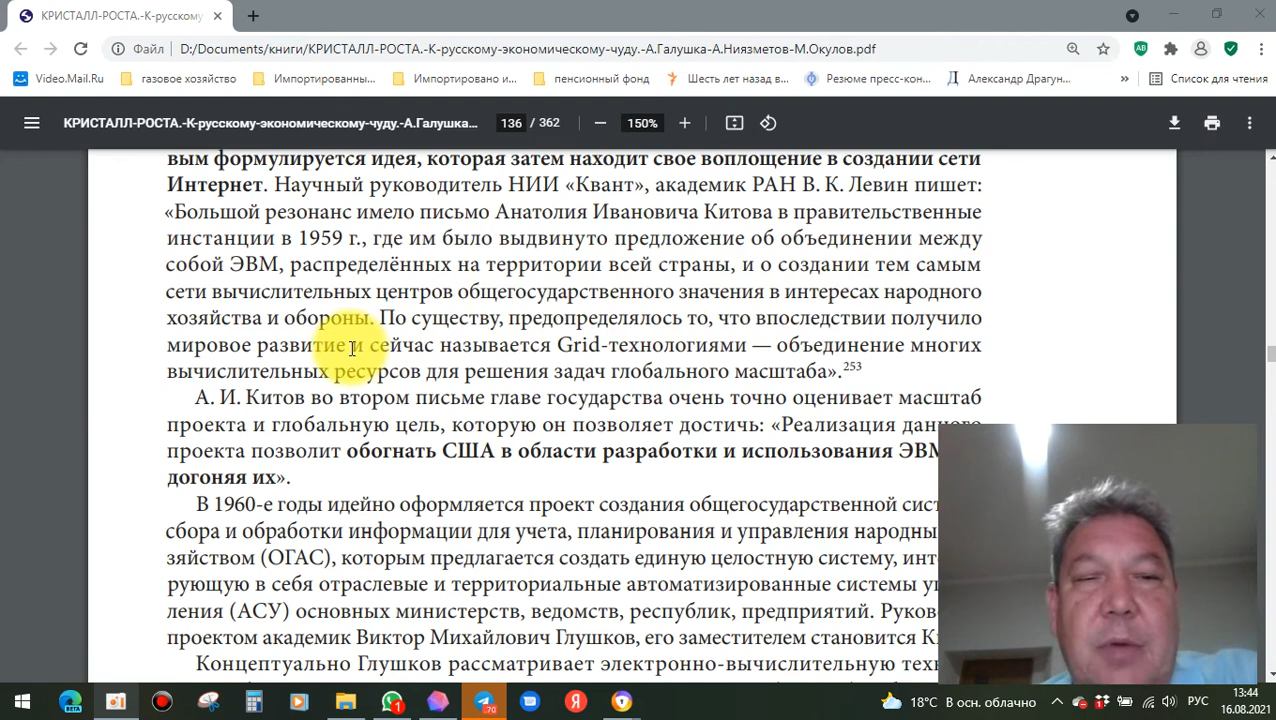 КРИСТАЛЛ-РОСТА.-К-русскому-
Файл D:/Documents/книги/КРИСТАЛЛ-РОСТА.-К-русскому-экономическому-чуду.-А.Галушка-А.Ниязметов-М.Окулов.pdf
Video.Mail.Ru газовое хозяйство Импортированны... Импортировано и... пенсионный фонд Шесть лет назад в... Резюме пресс-кон... Александр Драгун... » Список для чтения
КРИСТАЛЛ-РОСТА.-К-русскому-экономическому-чуду.-А.Галушка... 136 / 362 — 150% +
вым формулируется идея, которая затем находит свое воплощение в создании сети
Интернет. Научный руководитель НИИ «Квант», академик РАН В. К. Левин пишет:
«Большой резонанс имело письмо Анатолия Ивановича Китова в правительственные
инстанции в 1959 г., где им было выдвинуто предложение об объединении между
собой ЭВМ, распределённых на территории всей страны, и о создании тем самым
сети вычислительных центров общегосударственного значения в интересах народного
хозяйства и обороны. По существу, предопределялось то, что впоследствии получило
мировое развитие и сейчас называется Grid-технологиями — объединение многих
вычислительных ресурсов для решения задач глобального масштаба».253
А. И. Китов во втором письме главе государства очень точно оценивает масштаб
проекта и глобальную цель, которую он позволяет достичь: «Реализация данного
проекта позволит обогнать США в области разработки и использования ЭВМ
догоняя их».
В 1960-е годы идейно оформляется проект создания общегосударственной сис
сбора и обработки информации для учета, планирования и управления народны
зяйством (ОГАС), которым предлагается создать единую целостную систему, инте
рующую в себя отраслевые и территориальные автоматизированные системы у
ления (АСУ) основных министерств, ведомств, республик, предприятий. Руково
проектом академик Виктор Михайлович Глушков, его заместителем становится К
Концептуально Глушков рассматривает электронно-вычислительную техн
1 70 Я 18°C В осн. облачно РУС 13:44
16.08.2021